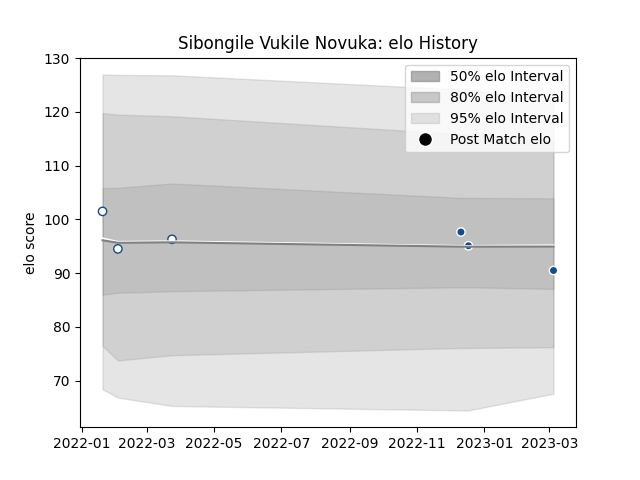 Sibongile Vukile Novuka: elo History
130
120
110
100
90
80
70
elo score
50% elo Interval
80% elo Interval
95% elo Interval
Post Match elo
2022-01 2022-03 2022-05 2022-07 2022-09 2022-11 2023-01 2023-03